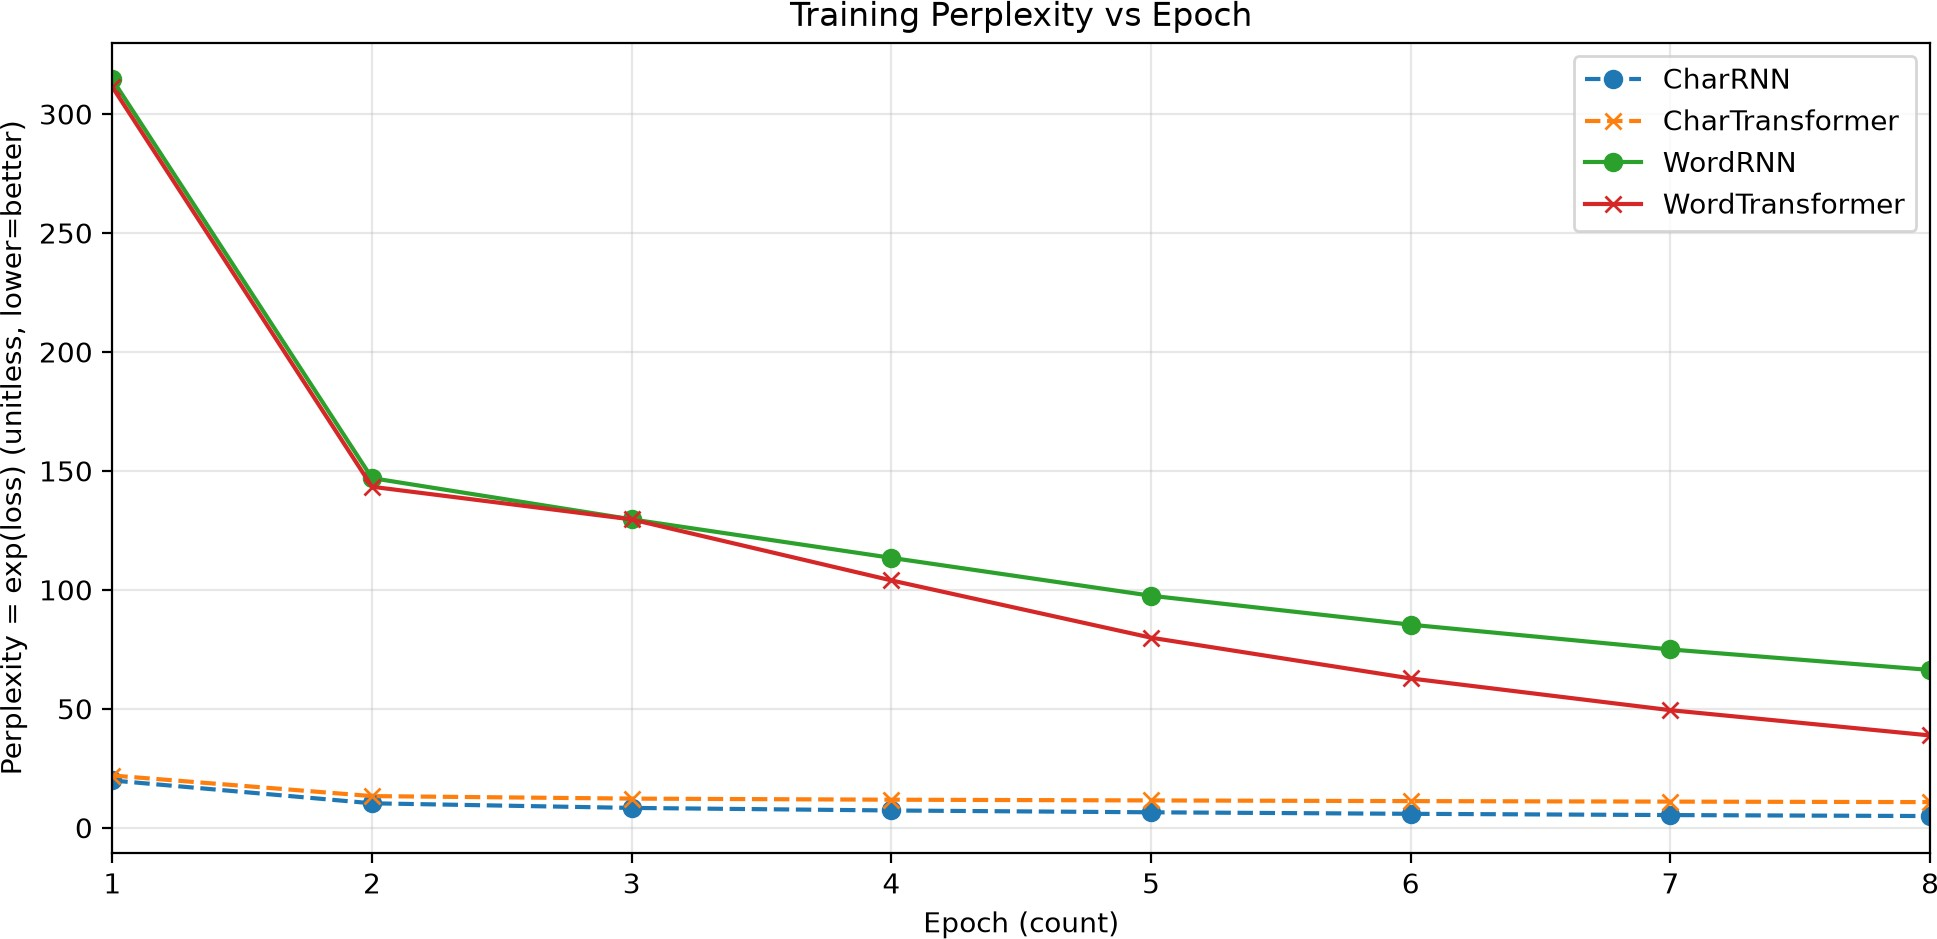 Training Perplexity vs Epoch
Perplexity = exp(loss) (unitless, lower=better)
300
250
200
150
100
50
0
CharRNN
CharTransformer
WordRNN
WordTransformer
1 2 3 4 5 6 7 8
Epoch (count)